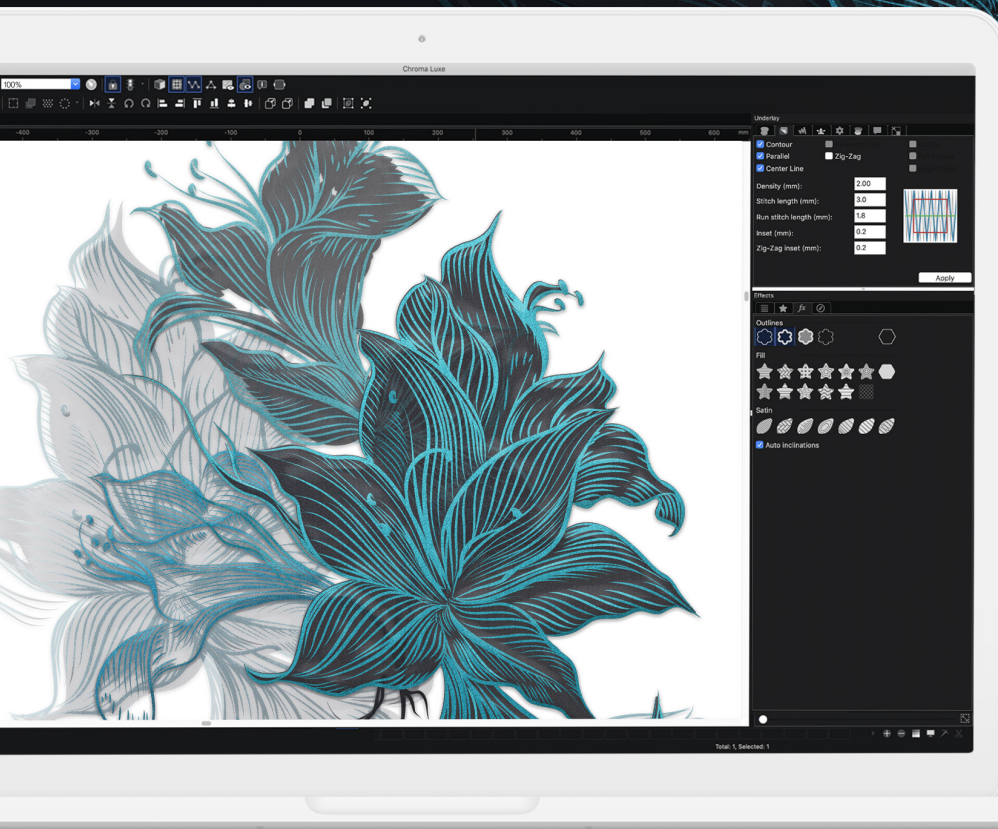 Chroma Luxe
100%
-400 -300 -200 -100 0 100 200 300 400 500 600 mm
Underlay
Contour
Parallel Zig-Zag
Center Line
Density (mm): 2.00
Stitch length (mm): 3.0
Run stitch length (mm): 1.8
Inset (mm): 0.2
Zig-Zag inset (mm): 0.2
Apply
Effects
fx
Outlines
Fill
Satin
Auto inclinations
Total: 1, Selected: 1